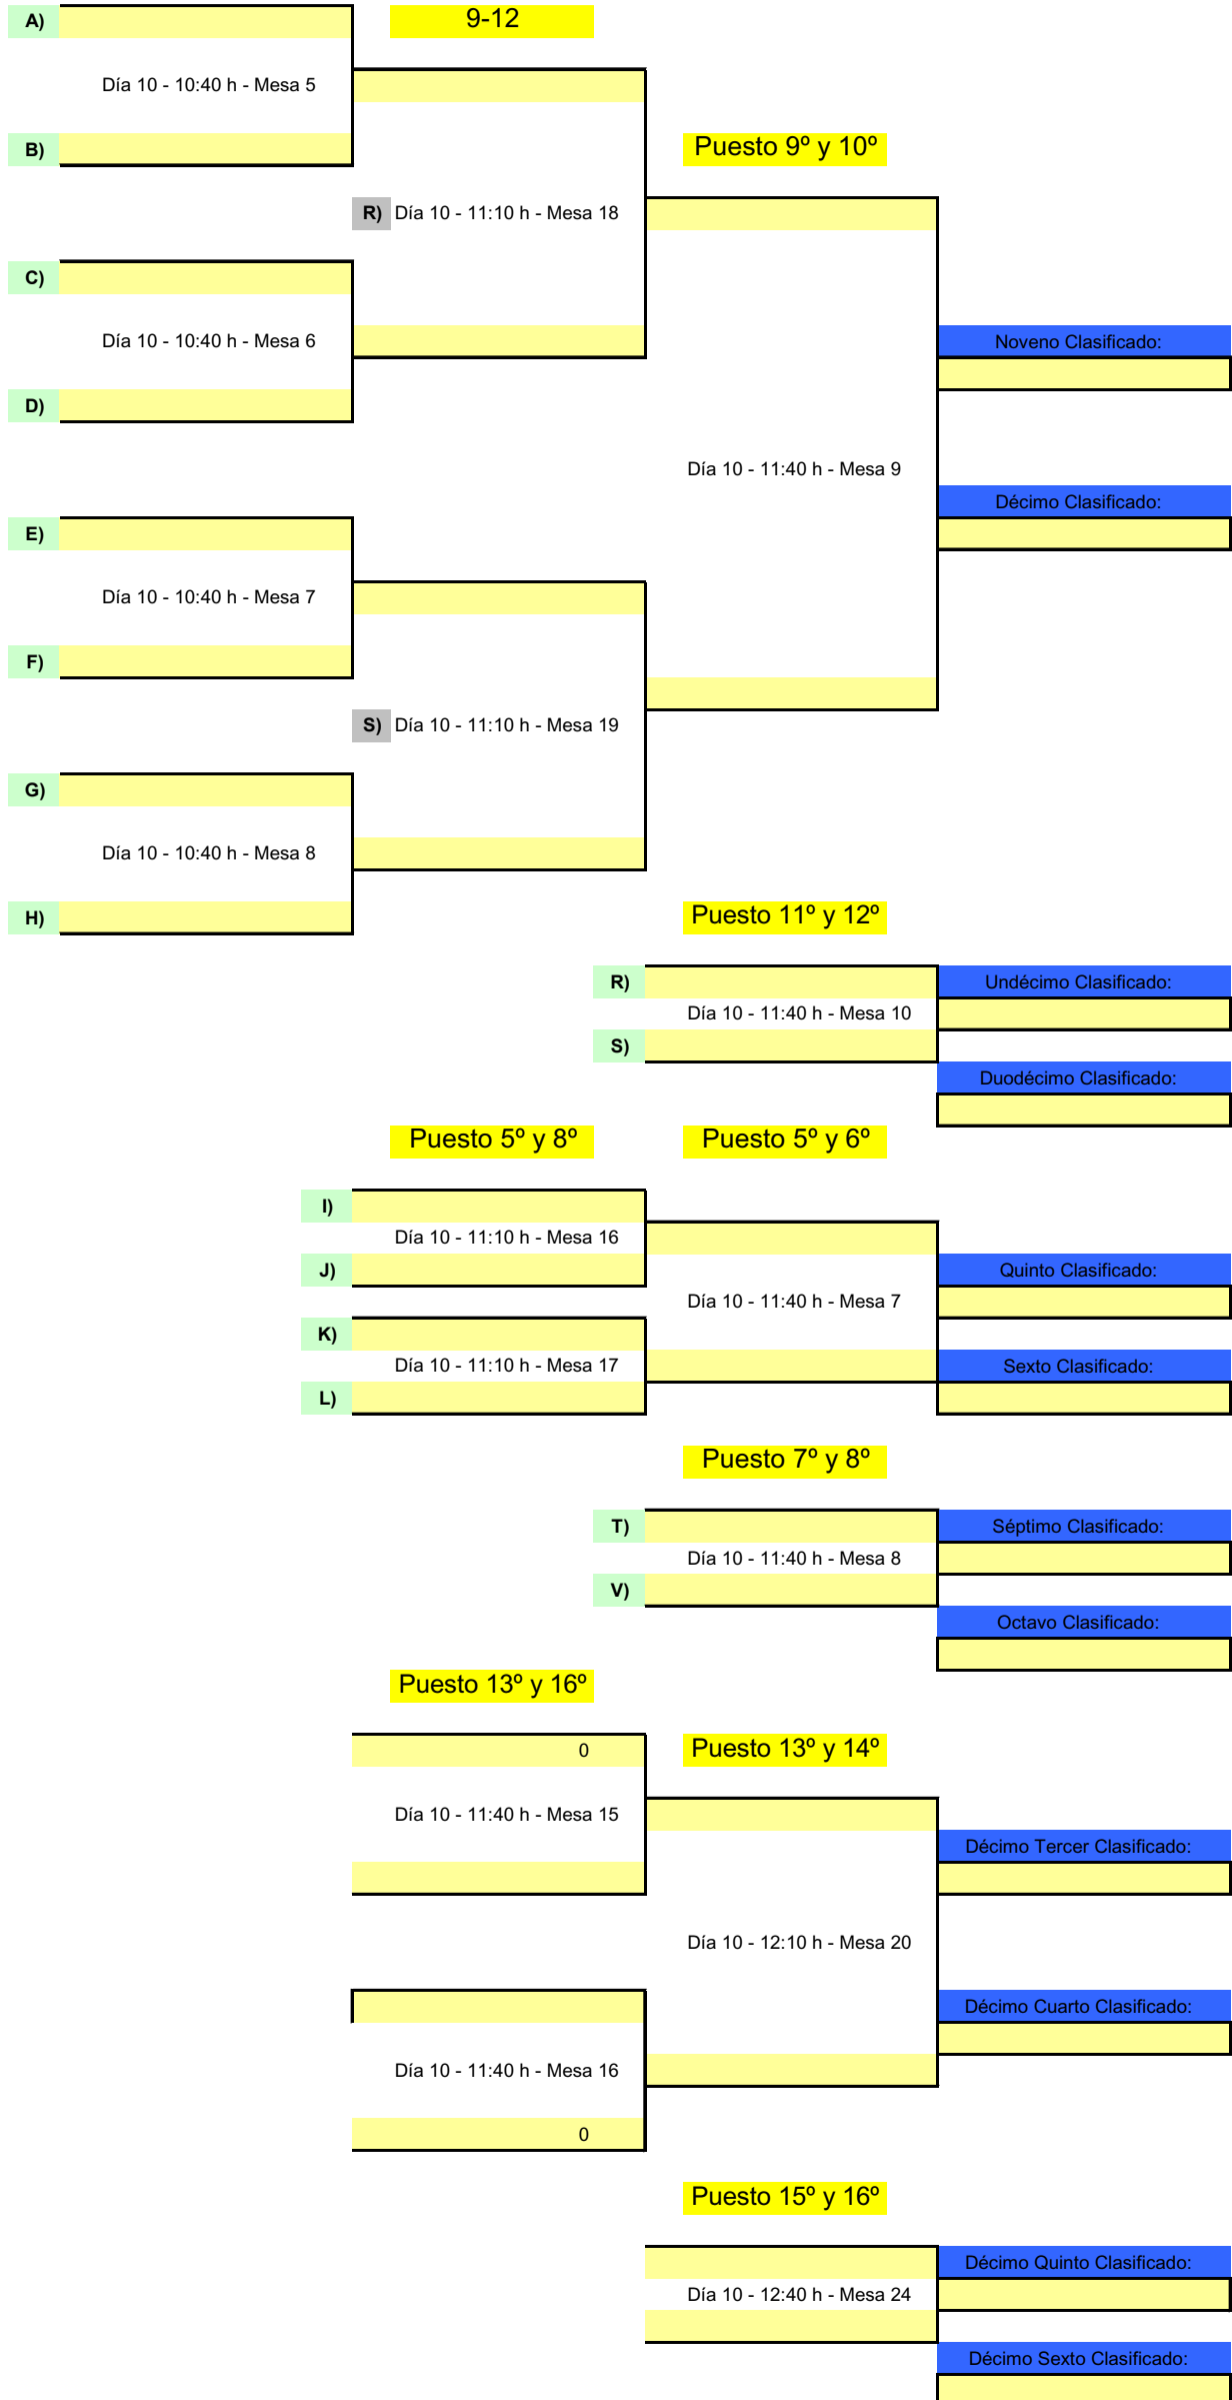 A)
9-12
Día 10 - 10:40 h - Mesa 5
B)
Puesto 9º y 10º
R) Día 10 - 11:10 h - Mesa 18
C)
Día 10 - 10:40 h - Mesa 6
Noveno Clasificado:
D)
Día 10 - 11:40 h - Mesa 9
Décimo Clasificado:
E)
Día 10 - 10:40 h - Mesa 7
F)
S) Día 10 - 11:10 h - Mesa 19
G)
Día 10 - 10:40 h - Mesa 8
H)
Puesto 11º y 12º
R)
Undécimo Clasificado:
Día 10 - 11:40 h - Mesa 10
S)
Duodécimo Clasificado:
Puesto 5º y 8º
Puesto 5º y 6º
I)
Día 10 - 11:10 h - Mesa 16
J)
Quinto Clasificado:
Día 10 - 11:40 h - Mesa 7
K)
Día 10 - 11:10 h - Mesa 17
Sexto Clasificado:
L)
Puesto 7º y 8º
T)
Séptimo Clasificado:
Día 10 - 11:40 h - Mesa 8
V)
Octavo Clasificado:
Puesto 13º y 16º
0
Puesto 13º y 14º
Día 10 - 11:40 h - Mesa 15
Décimo Tercer Clasificado:
Día 10 - 12:10 h - Mesa 20
Décimo Cuarto Clasificado:
Día 10 - 11:40 h - Mesa 16
0
Puesto 15º y 16º
Décimo Quinto Clasificado:
Día 10 - 12:40 h - Mesa 24
Décimo Sexto Clasificado: